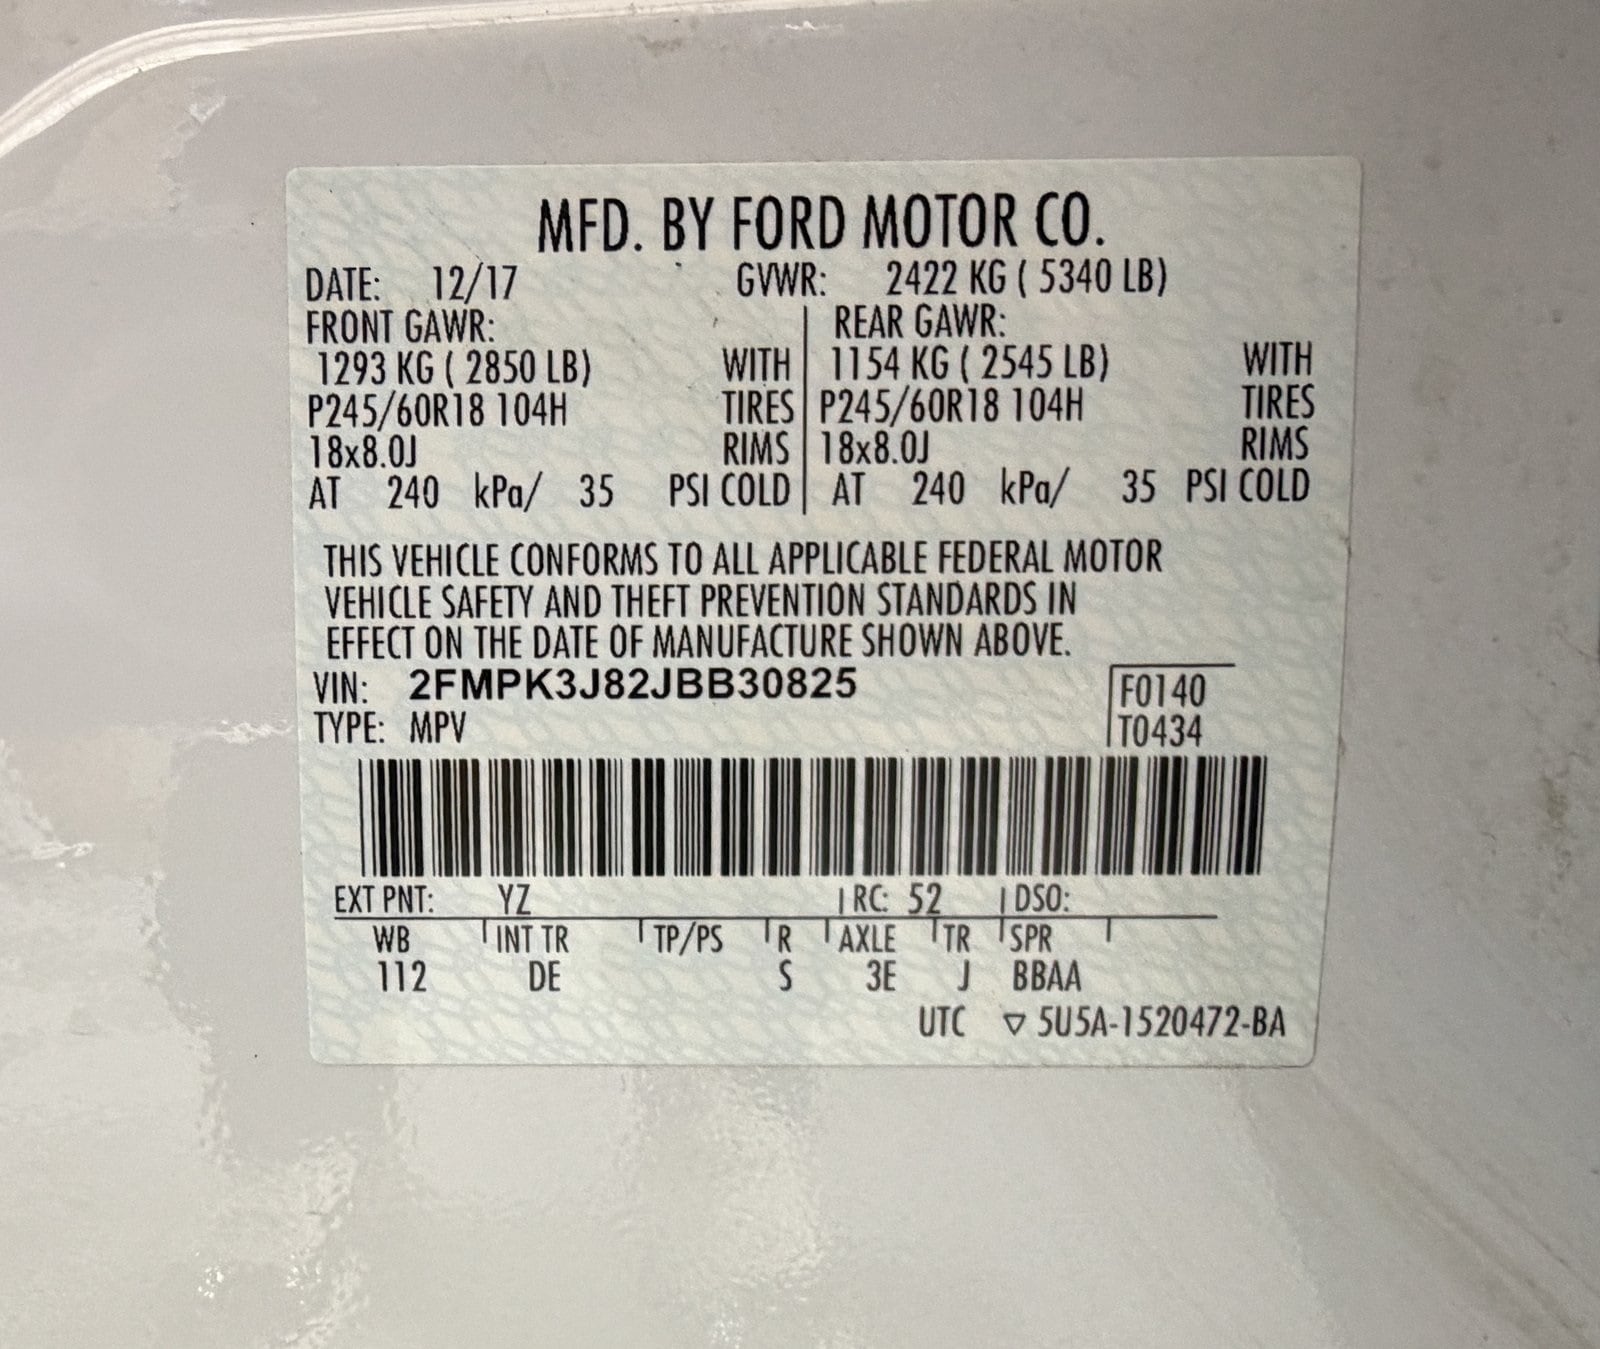 MFD. BY FORD MOTOR CO.
DATE: 12/17 GVWR: 2422 KG ( 5340 LB)
FRONT GAWR: REAR GAWR:
1293 KG ( 2850 LB) WITH 1154 KG ( 2545 LB) WITH
P245/60R18 104H TIRES P245/60R18 104H TIRES
18x8.0J RIMS 18x8.0J RIMS
AT 240 kPa/ 35 PSI COLD AT 240 kPa/ 35 PSI COLD
THIS VEHICLE CONFORMS TO ALL APPLICABLE FEDERAL MOTOR
VEHICLE SAFETY AND THEFT PREVENTION STANDARDS IN
EFFECT ON THE DATE OF MANUFACTURE SHOWN ABOVE.
VIN: 2FMPK3J82JBB30825 F0140
TYPE: MPV T0434
EXT PNT: YZ RC: 52 DSO:
WB INT TR TP/PS R AXLE TR SPR
112 DE S 3E J BBAA
UTC ▽ 5U5A-1520472-BA